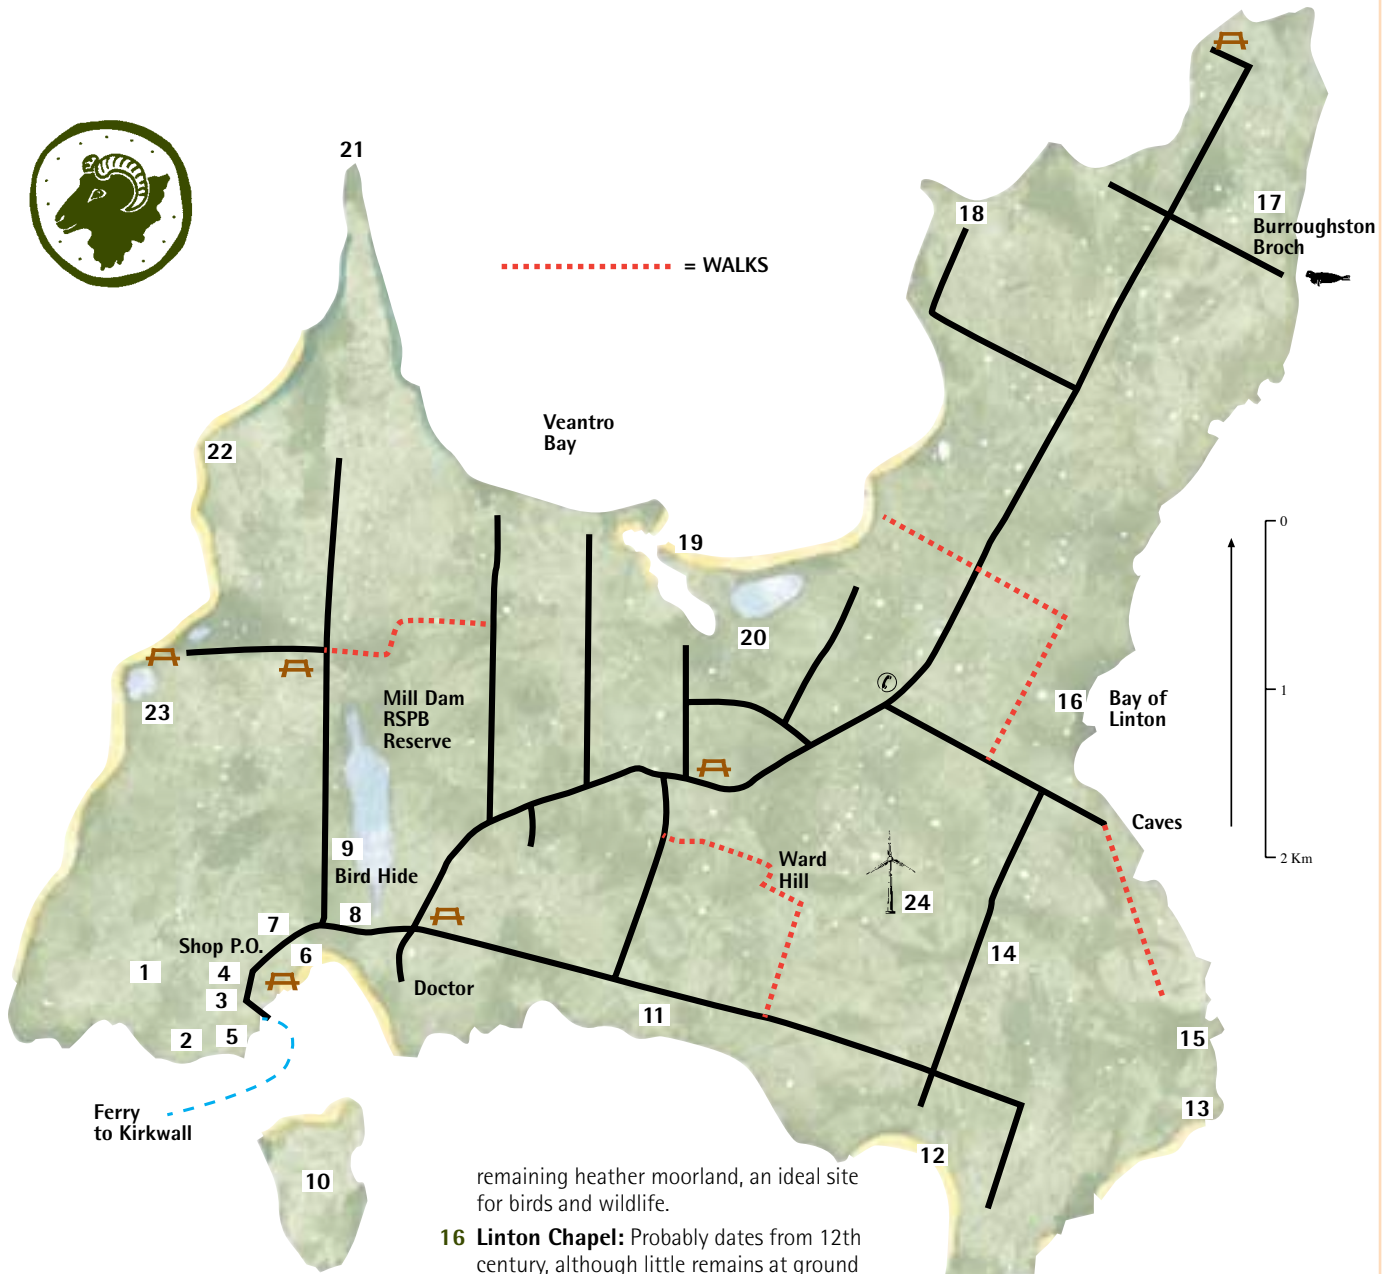 21
18
17
Burroughston
Broch
= WALKS
Veantro
Bay
22
0
19
20
1
16
Bay of
Linton
Mill Dam
RSPB
Reserve
23
Caves
2 Km
9
Bird Hide
Ward
Hill
24
7
8
Shop P.O.
6
1
4
3
14
Doctor
11
2
5
15
13
Ferry
to Kirkwall
12
10
remaining heather moorland, an ideal site
for birds and wildlife.
16 Linton Chapel: Probably dates from 12th
century, although little remains at ground